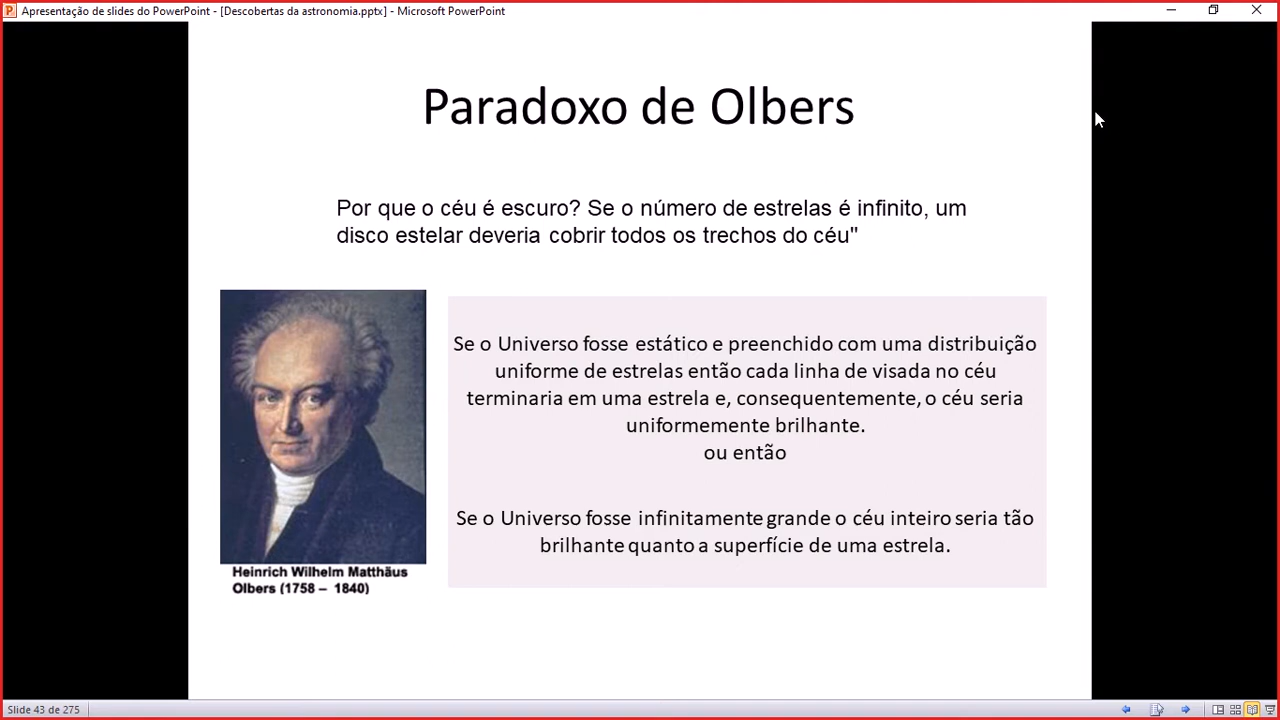 Apresentação de slides do PowerPoint - [Descobertas da astronomia.pptx] - Microsoft PowerPoint
Paradoxo de Olbers
Por que o céu é escuro? Se o número de estrelas é infinito, um
disco estelar deveria cobrir todos os trechos do céu"
Se o Universo fosse estático e preenchido com uma distribuição
uniforme de estrelas então cada linha de visada no céu
terminaria em uma estrela e, consequentemente, o céu seria
uniformemente brilhante.
ou então
Se o Universo fosse infinitamente grande o céu inteiro seria tão
brilhante quanto a superfície de uma estrela.
Heinrich Wilhelm Matthäus
Olbers (1758 – 1840)
Slide 43 de 275